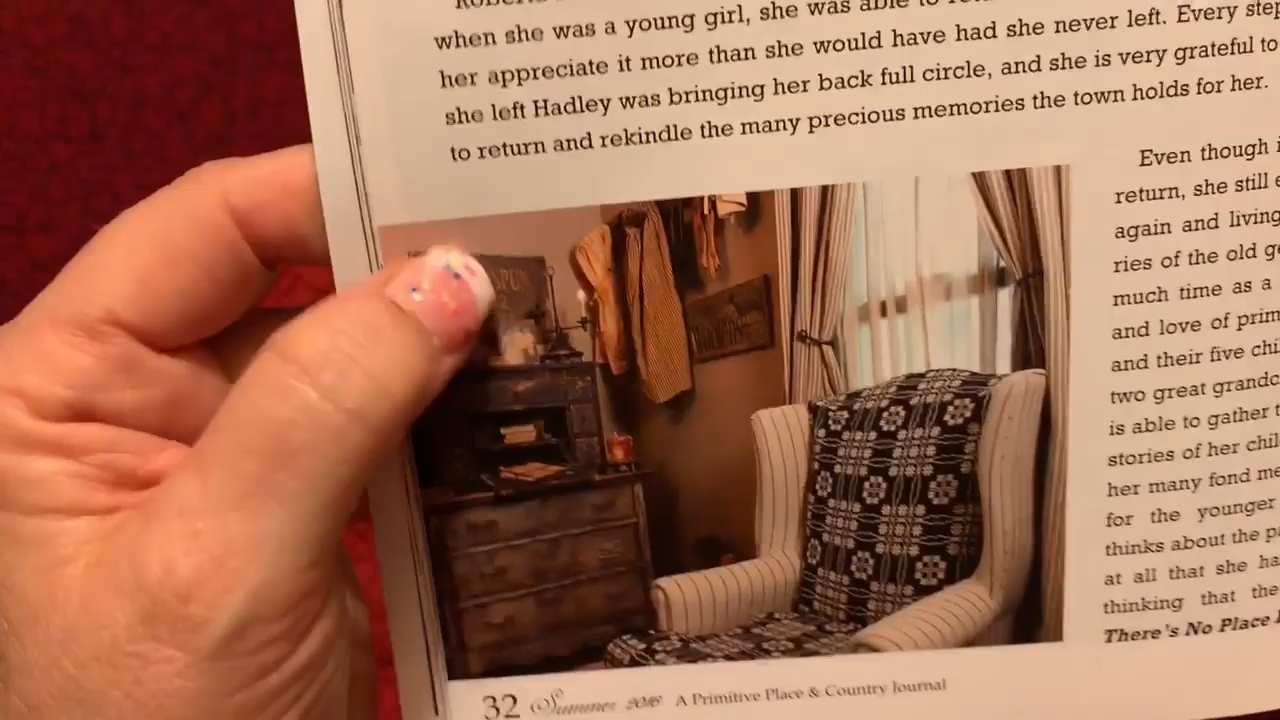 when she was a young girl, she was able to
her appreciate it more than she would have had she never left. Every step
she left Hadley was bringing her back full circle, and she is very grateful to
to return and rekindle the many precious memories the town holds for her.
Even though
return, she still
again and living
ries of the old
much time as a
and love of prim
and their five chi
two great grandc
is able to gather
stories of her chil
her many fond me
for the younger
thinks about the p
at all that she ha
thinking that the
There's No Place
32 Summer 2016 A Primitive Place & Country Journal